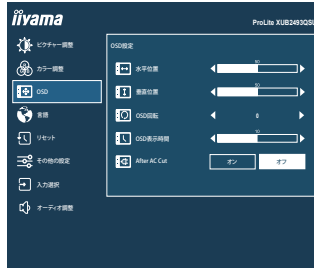 iiyama
ProLite XUB2493QSU
ピクチャー調整
カラー調整
OSD
言語
リセット
その他の設定
入力選択
オーディオ調整
OSD設定
水平位置
50
垂直位置
50
OSD回転
0
OSD表示時間
10
After AC Cut
オン
オフ